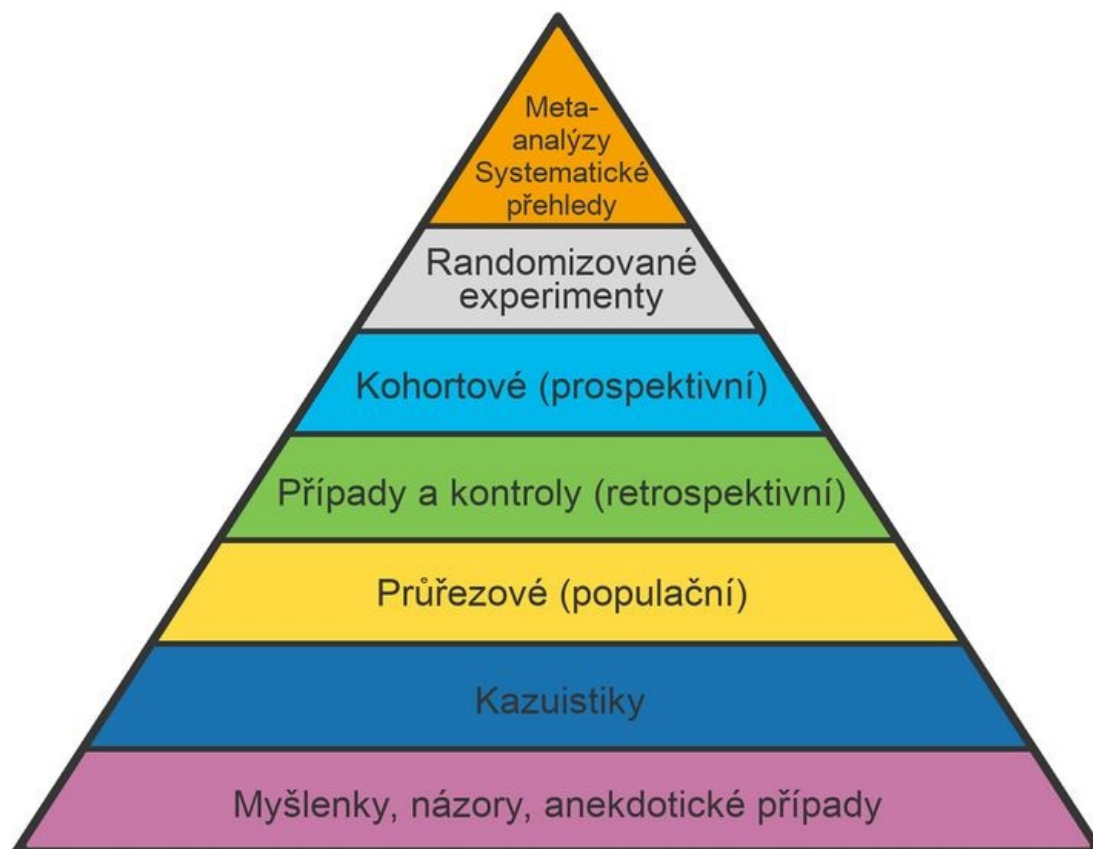 Meta-
analýzy
Systematické
přehledy
Randomizované
experimenty
Kohortové (prospektivní)
Případy a kontroly (retrospektivní)
Průřezové (populační)
Kazuistiky
Myšlenky, názory, anekdotické případy